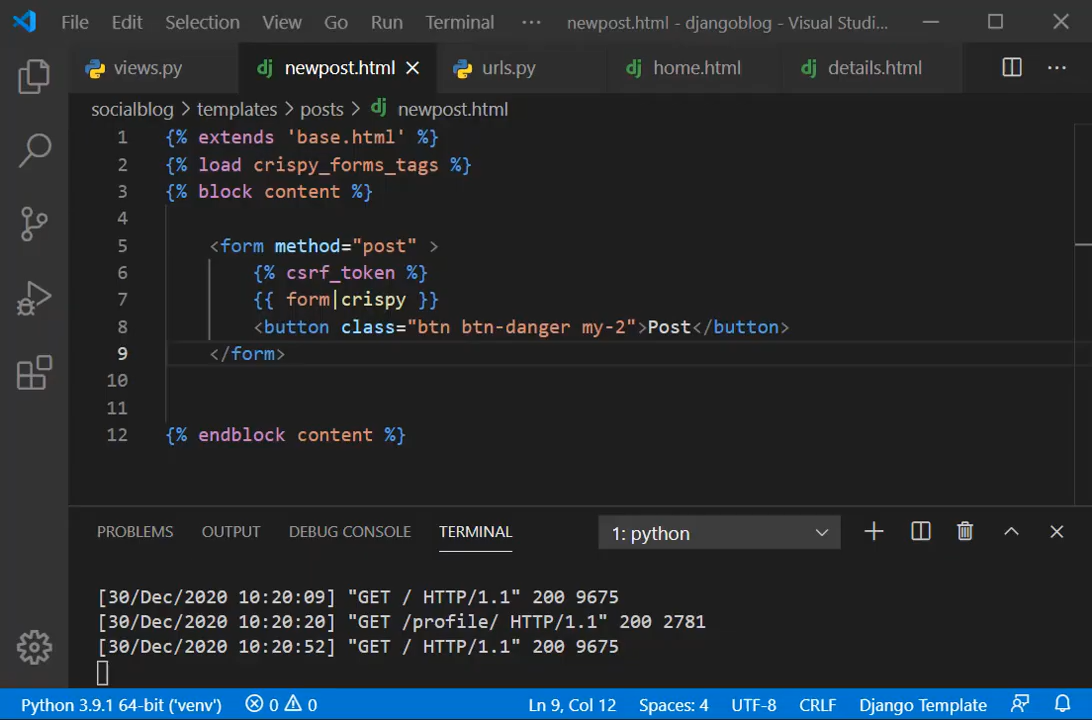 File Edit Selection View Go Run Terminal ··· newpost.html - djangoblog - Visual Studi...
views.py newpost.html urls.py dj home.html dj details.html ···
socialblog > templates > posts > dj newpost.html
1 {% extends 'base.html' %}
2 {% load crispy_forms_tags %}
3 {% block content %}
4
5 <form method="post" >
6 {% csrf_token %}
7 {{ form|crispy }}
8 <button class="btn btn-danger my-2">Post</button>
9 </form>
10
11
12 {% endblock content %}
PROBLEMS OUTPUT DEBUG CONSOLE TERMINAL 1: python
[30/Dec/2020 10:20:09] "GET / HTTP/1.1" 200 9675
[30/Dec/2020 10:20:20] "GET /profile/ HTTP/1.1" 200 2781
[30/Dec/2020 10:20:52] "GET / HTTP/1.1" 200 9675
Python 3.9.1 64-bit ('venv') 0 0 Ln 9, Col 12 Spaces: 4 UTF-8 CRLF Django Template